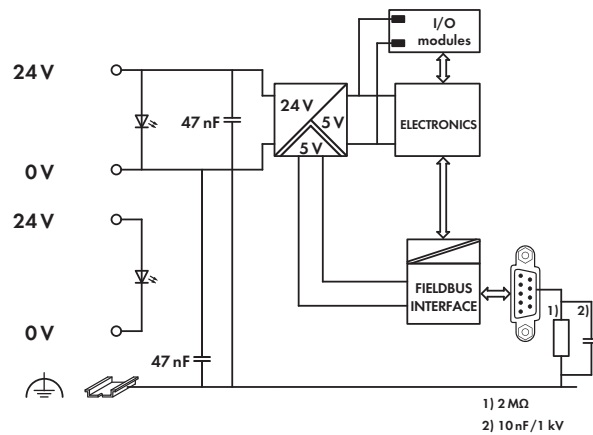 I/O
modules
24 V
24 V
5 V
5 V
47 nF
ELECTRONICS
0 V
24 V
FIELDBUS
INTERFACE
1)
2)
0 V
47 nF
1) 2 MΩ
2) 10 nF/1 kV